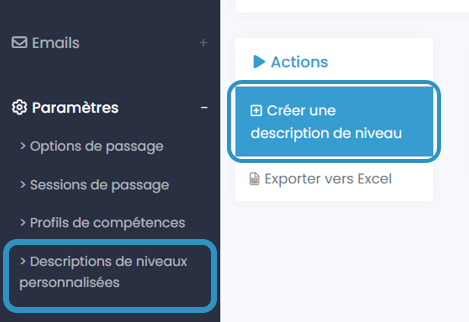 Emails +
Paramètres -
> Options de passage
> Sessions de passage
> Profils de compétences
> Descriptions de niveaux
personnalisées
Actions
Créer une
description de niveau
Exporter vers Excel